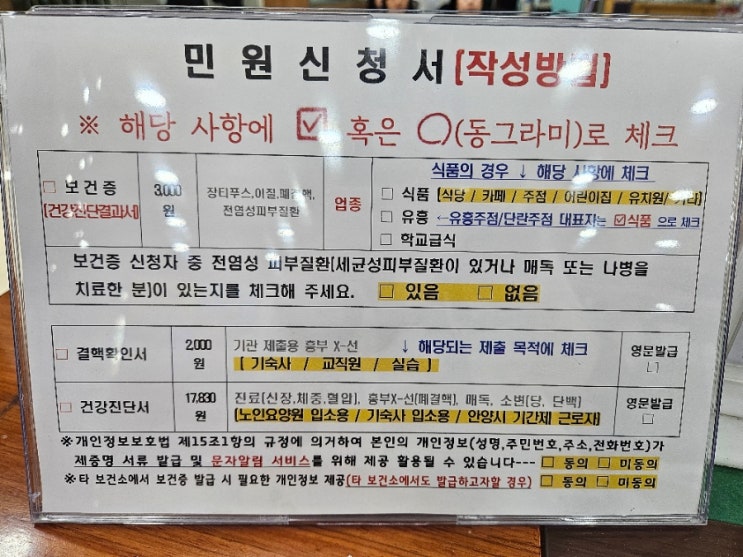 민 원 신 청 서 [작성방법]
※ 해당 사항에 ☑ 혹은 ○(동그라미)로 체크
식품의 경우 ↓ 해당 사항에 체크
□ 보 건 증
[건강진단결과서]
3,000
원
장티푸스,이질,폐결핵,
전염성피부질환
업종
□ 식품 (식당 / 카페 / 주점 / 어린이집 / 유치원/ 기타)
□ 유흥 ←유흥주점/단란주점 대표자는 ☑식품 으로 체크
□ 학교급식
보건증 신청자 중 전염성 피부질환(세균성피부질환이 있거나 매독 또는 나병을
치료한 분)이 있는지를 체크해 주세요. □ 있음 □ 없음
□ 결핵확인서
2,000
원
기관 제출용 흉부 X-선 ↓ 해당되는 제출 목적에 체크
[ 기숙사 / 교직원 / 실습 ]
영문발급
□
□ 건강진단서
17,830
원
진료(신장,체중,혈압), 흉부X-선(폐결핵), 매독, 소변(당, 단백)
(노인요양원 입소용 / 기숙사 입소용 / 안양시 기간제 근로자)
영문발급
□
※개인정보보호법 제15조1항의 규정에 의거하여 본인의 개인정보(성명,주민번호,주소,전화번호)가
제증명 서류 발급 및 문자알림 서비스를 위해 제공 활용될 수 있습니다--- □ 동의 □ 미동의
※타 보건소에서 보건증 발급 시 필요한 개인정보 제공(타 보건소에서도 발급하고자할 경우) □ 동의 □ 미동의